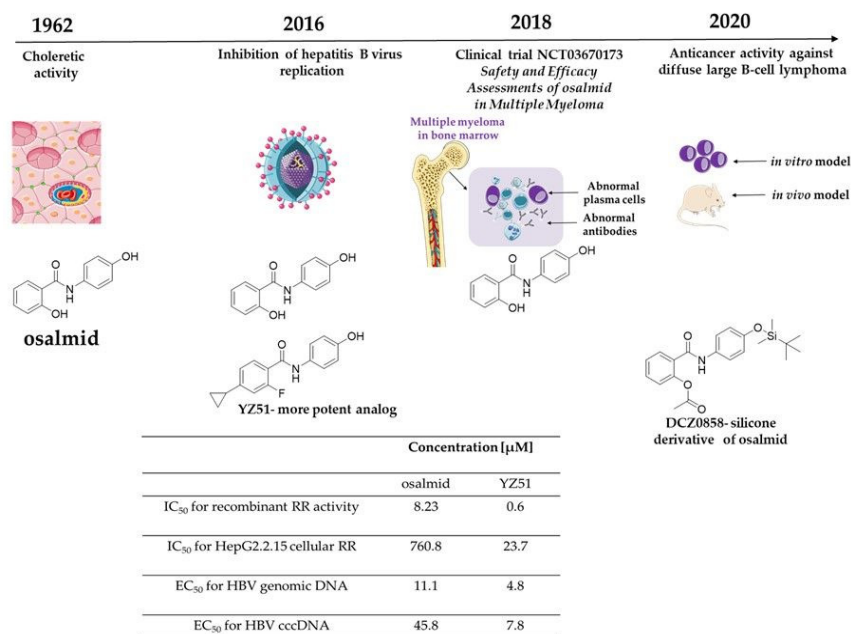 1962
2016
2018
2020
Choleretic
activity
Inhibition of hepatitis B virus
replication
Clinical trial NCT03670173
Safety and Efficacy
Assessments of osalmid
in Multiple Myeloma
Anticancer activity against
diffuse large B-cell lymphoma
Multiple myeloma
in bone marrow
Abnormal
plasma cells
Abnormal
antibodies
in vitro model
in vivo model
O
OH
N
H
OH
osalmid
O
OH
N
H
OH
O
OH
N
H
F
YZ51- more potent analog
O
OH
N
H
OH
O
Si
O
N
H
O
O
DCZ0858- silicone
derivative of osalmid
Concentration [µM]
osalmid YZ51
IC50 for recombinant RR activity 8.23 0.6
IC50 for HepG2.2.15 cellular RR 760.8 23.7
EC50 for HBV genomic DNA 11.1 4.8
EC50 for HBV cccDNA 45.8 7.8